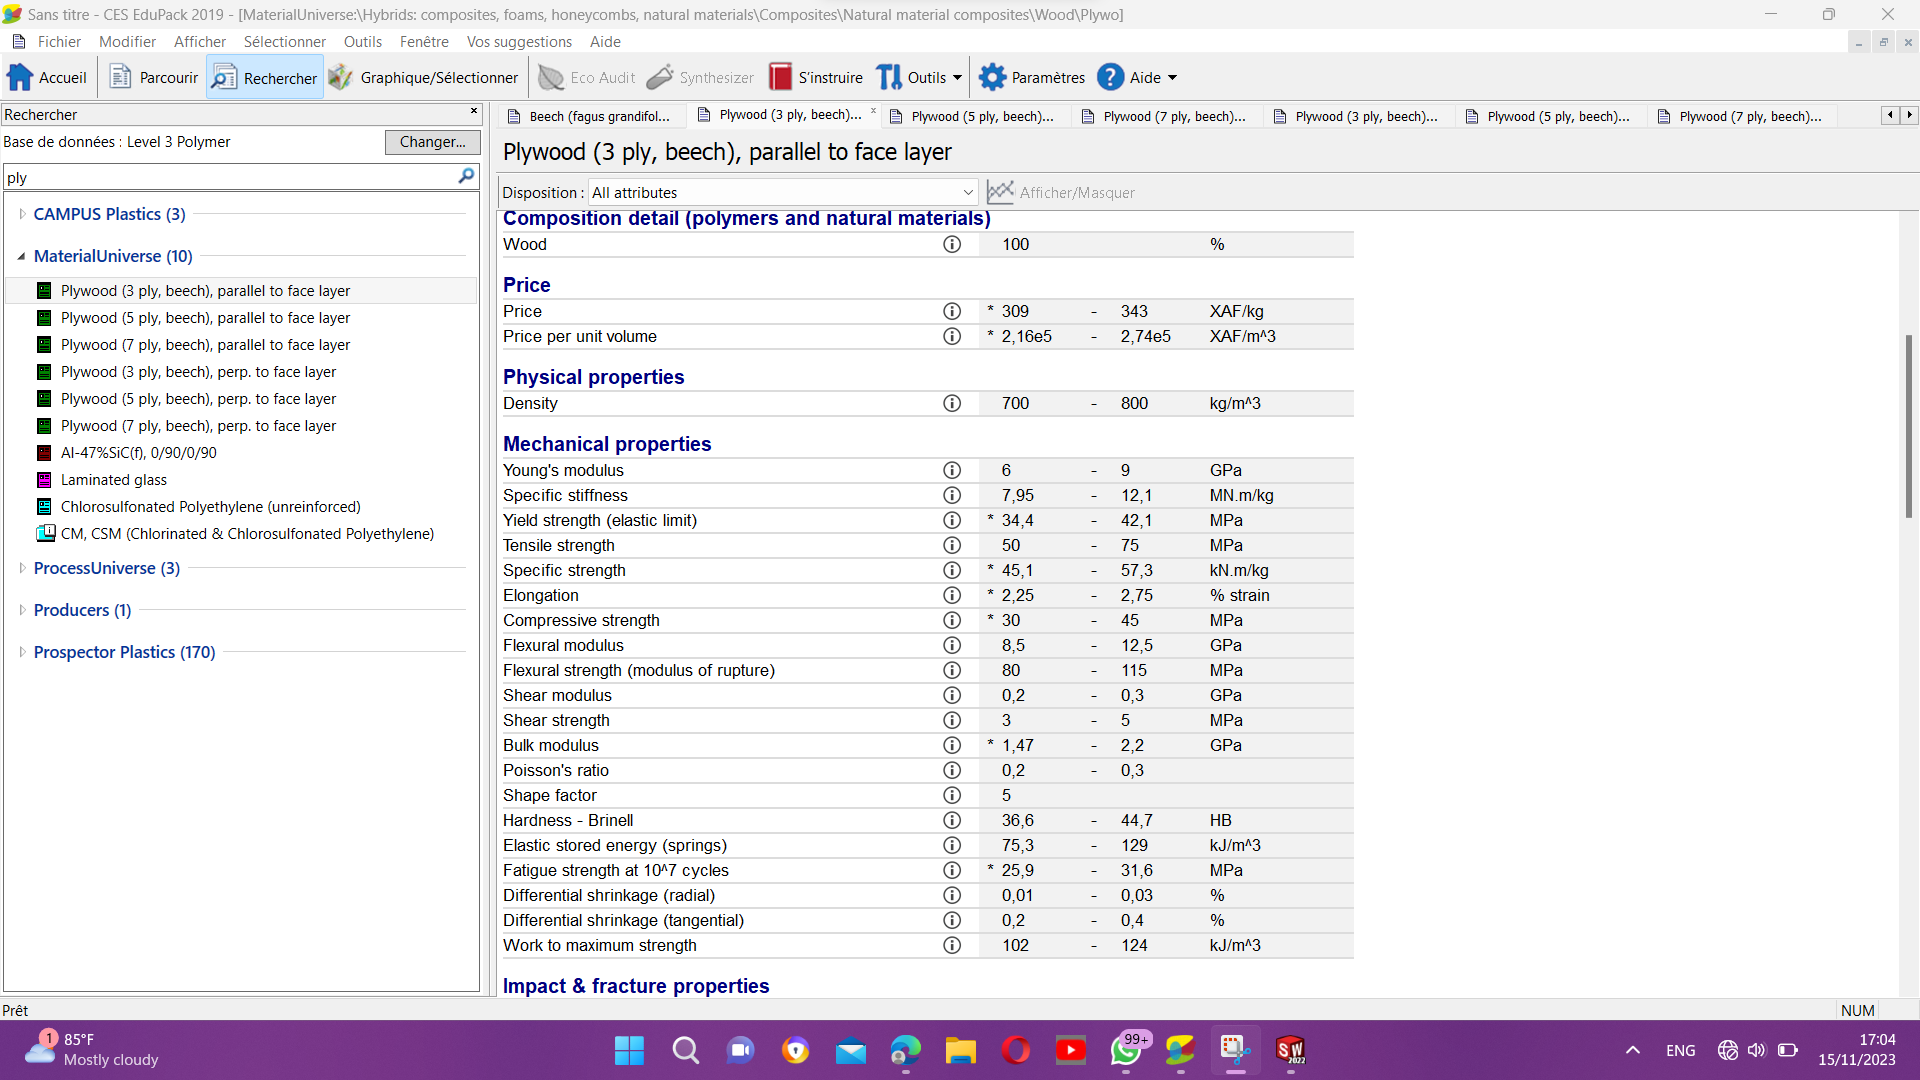 Sans titre - CES EduPack 2019 - [MaterialUniverse:\Hybrids: composites, foams, honeycombs, natural materials\Composites\Natural material composites\Wood\Plywo]
Fichier Modifier Afficher Sélectionner Outils Fenêtre Vos suggestions Aide
Accueil Parcourir Rechercher Graphique/Sélectionner Eco Audit Synthesizer S'instruire Outils Paramètres Aide
Rechercher
Base de données : Level 3 Polymer Changer...
ply
CAMPUS Plastics (3)
MaterialUniverse (10)
Plywood (3 ply, beech), parallel to face layer
Plywood (5 ply, beech), parallel to face layer
Plywood (7 ply, beech), parallel to face layer
Plywood (3 ply, beech), perp. to face layer
Plywood (5 ply, beech), perp. to face layer
Plywood (7 ply, beech), perp. to face layer
Al-47%SiC(f), 0/90/0/90
Laminated glass
Chlorosulfonated Polyethylene (unreinforced)
CM, CSM (Chlorinated & Chlorosulfonated Polyethylene)
ProcessUniverse (3)
Producers (1)
Prospector Plastics (170)
Beech (fagus grandifol... Plywood (3 ply, beech)... Plywood (5 ply, beech)... Plywood (7 ply, beech)... Plywood (3 ply, beech)... Plywood (5 ply, beech)... Plywood (7 ply, beech)...
Plywood (3 ply, beech), parallel to face layer
Disposition : All attributes Afficher/Masquer
Composition detail (polymers and natural materials)
Wood 100 %
Price
Price * 309 - 343 XAF/kg
Price per unit volume * 2,16e5 - 2,74e5 XAF/m^3
Physical properties
Density 700 - 800 kg/m^3
Mechanical properties
Young's modulus 6 - 9 GPa
Specific stiffness 7,95 - 12,1 MN.m/kg
Yield strength (elastic limit) * 34,4 - 42,1 MPa
Tensile strength 50 - 75 MPa
Specific strength * 45,1 - 57,3 kN.m/kg
Elongation * 2,25 - 2,75 % strain
Compressive strength * 30 - 45 MPa
Flexural modulus 8,5 - 12,5 GPa
Flexural strength (modulus of rupture) 80 - 115 MPa
Shear modulus 0,2 - 0,3 GPa
Shear strength 3 - 5 MPa
Bulk modulus * 1,47 - 2,2 GPa
Poisson's ratio 0,2 - 0,3
Shape factor 5
Hardness - Brinell 36,6 - 44,7 HB
Elastic stored energy (springs) 75,3 - 129 kJ/m^3
Fatigue strength at 10^7 cycles * 25,9 - 31,6 MPa
Differential shrinkage (radial) 0,01 - 0,03 %
Differential shrinkage (tangential) 0,2 - 0,4 %
Work to maximum strength 102 - 124 kJ/m^3
Impact & fracture properties
Prêt NUM
1 85°F
Mostly cloudy
99+
SW
2022
ENG
17:04
15/11/2023